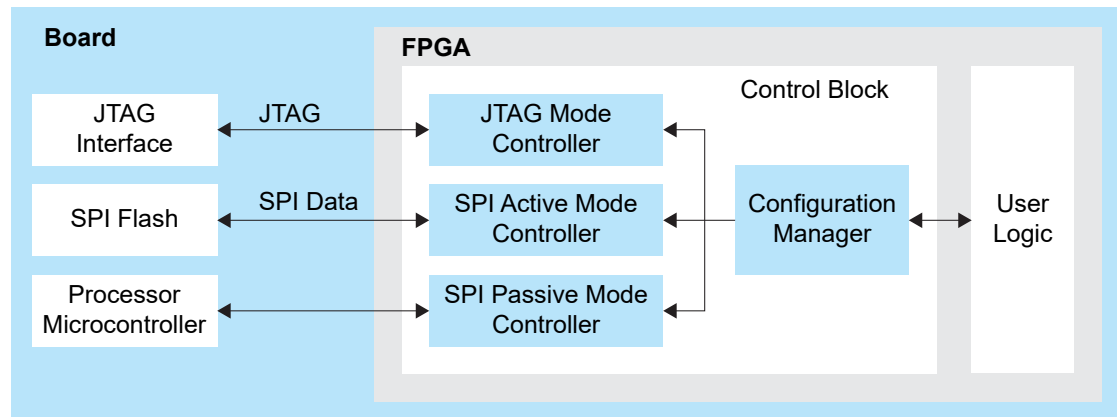 Board
FPGA
Control Block
JTAG
Interface
JTAG
JTAG Mode
Controller
SPI Flash
SPI Data
SPI Active Mode
Controller
Configuration
Manager
User
Logic
Processor
Microcontroller
SPI Passive Mode
Controller